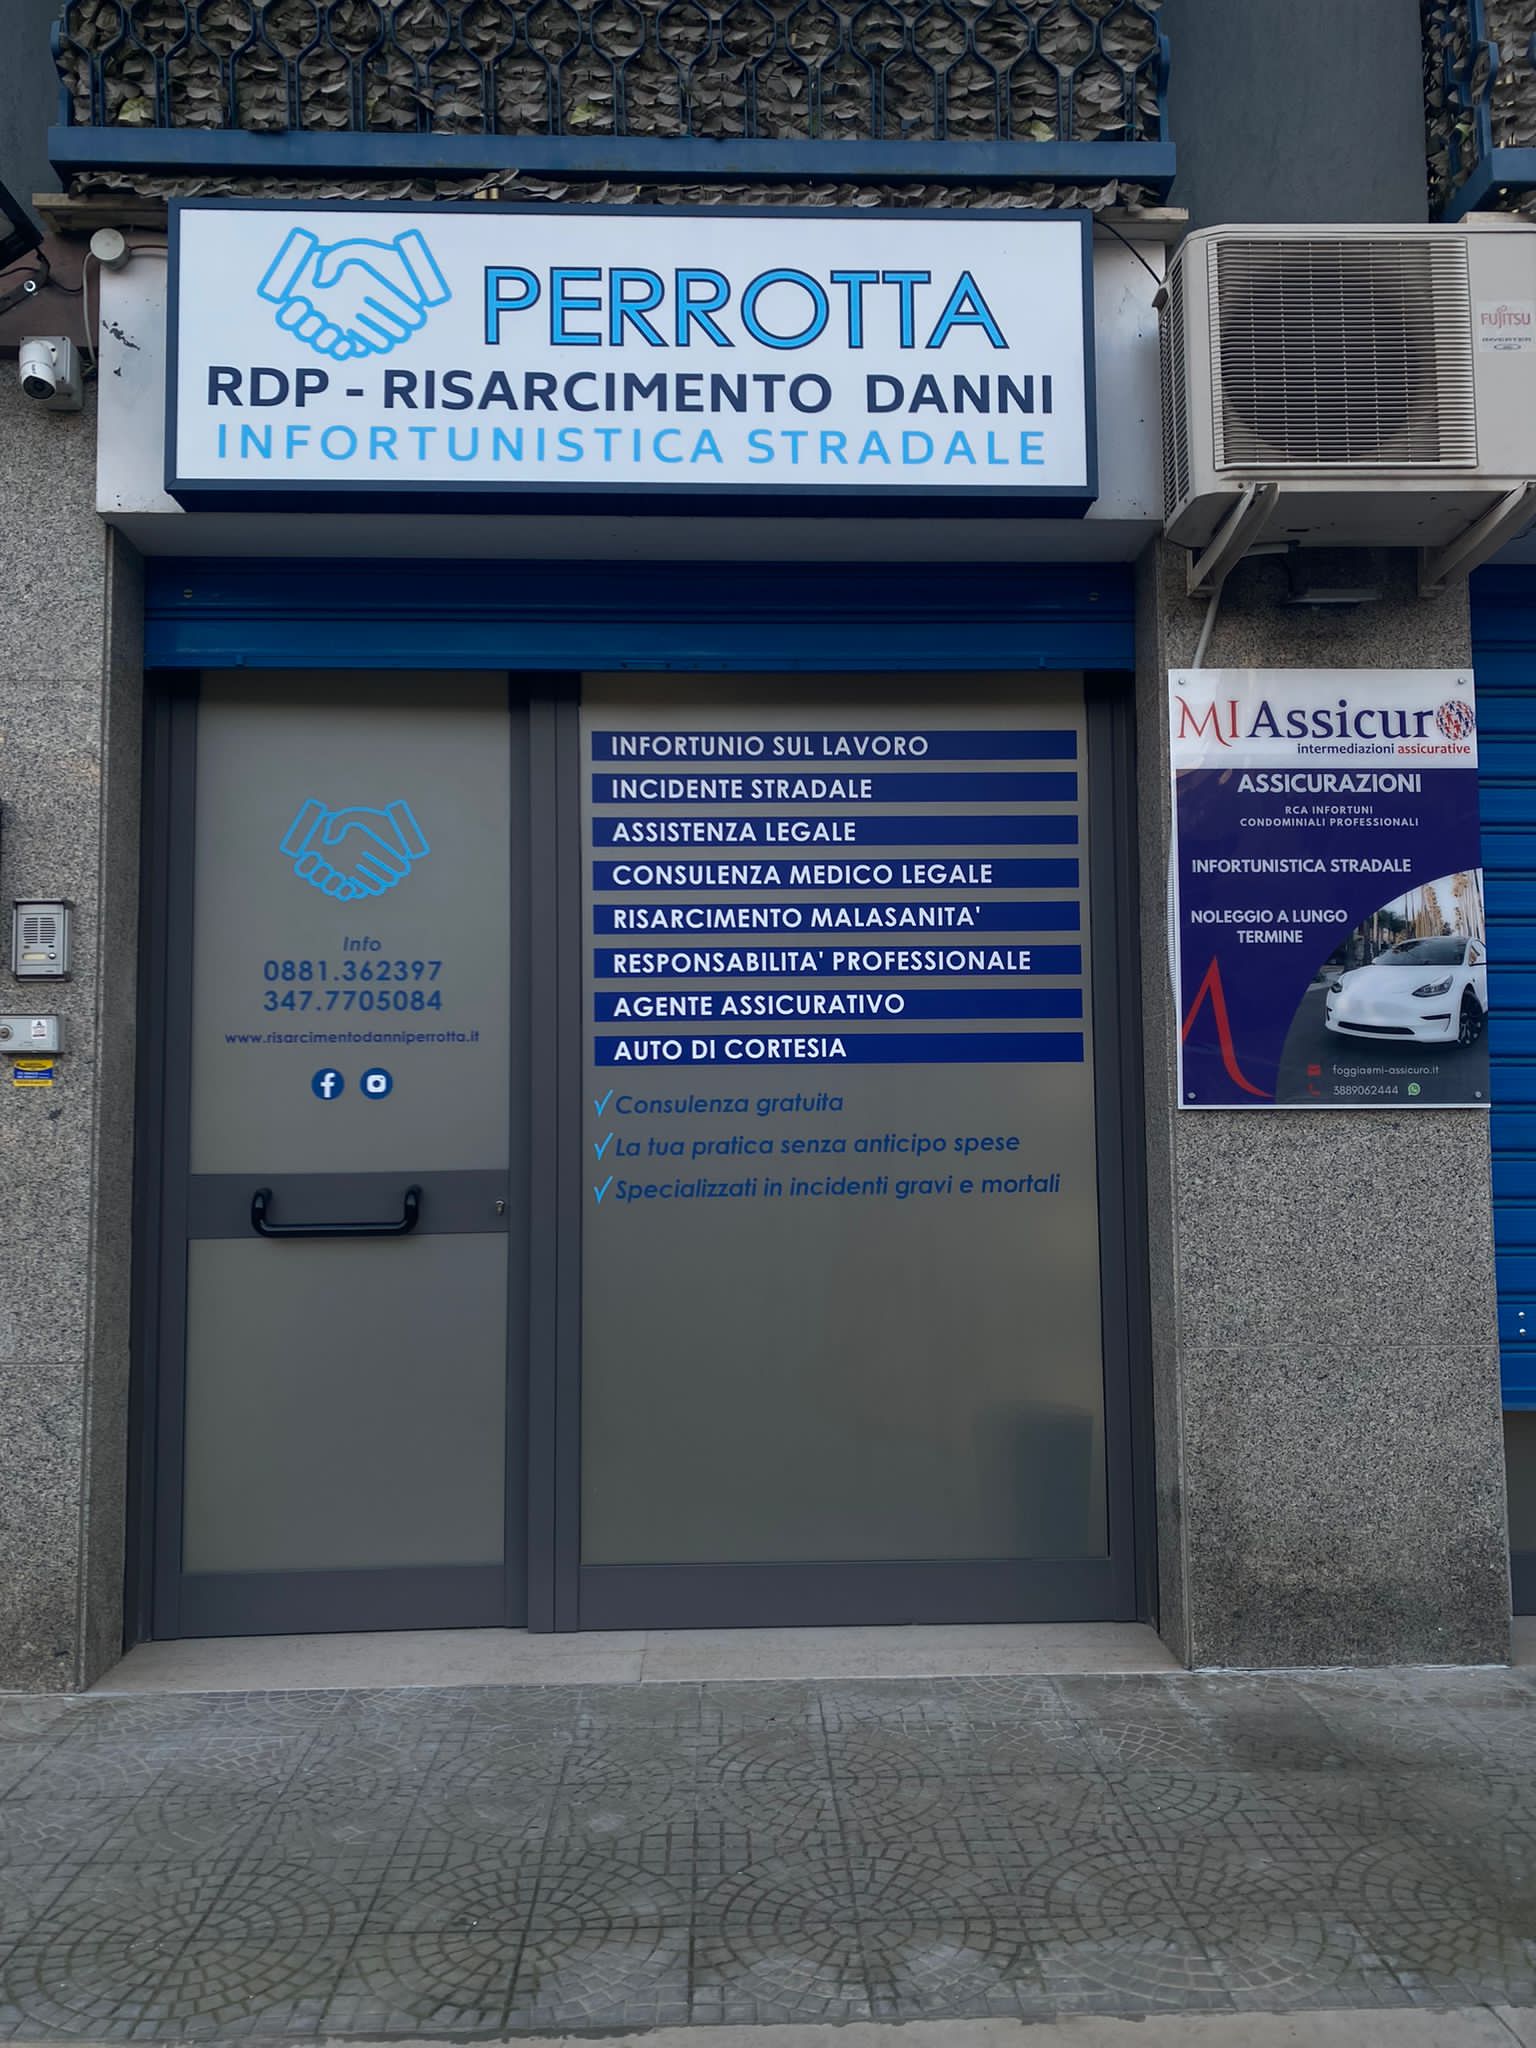 PERROTTA
RDP - RISARCIMENTO DANNI
INFORTUNISTICA STRADALE
FUJITSU
INVERTER
Info
0881.362397
347.7705084
www.risarcimentodanniperrotta.it
INFORTUNIO SUL LAVORO
INCIDENTE STRADALE
ASSISTENZA LEGALE
CONSULENZA MEDICO LEGALE
RISARCIMENTO MALASANITA'
RESPONSABILITA' PROFESSIONALE
AGENTE ASSICURATIVO
AUTO DI CORTESIA
Consulenza gratuita
La tua pratica senza anticipo spese
Specializzati in incidenti gravi e mortali
MIAssicuro
intermediazioni assicurative
ASSICURAZIONI
RCA INFORTUNI
CONDOMINIALI PROFESSIONALI
INFORTUNISTICA STRADALE
NOLEGGIO A LUNGO
TERMINE
foggia@mi-assicuro.it
3889062444